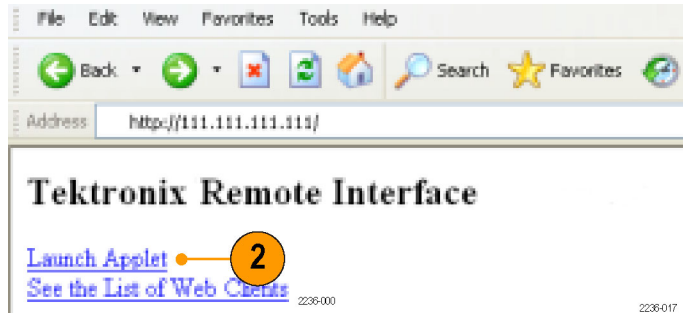 File Edit View Favorites Tools Help
Back Search Favorites
Address http://111.111.111.111/
Tektronix Remote Interface
Launch Applet 2
See the List of Web Clients 2236-000
2236-017